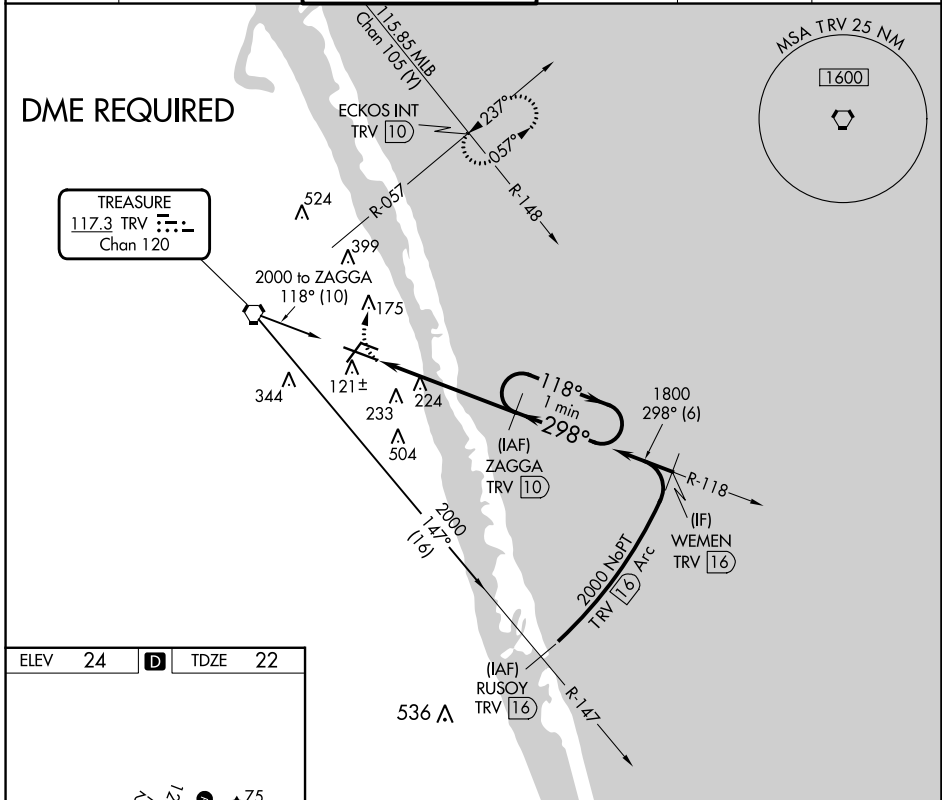 115.85 MLB
Chan 105 (Y)
MSA TRV 25 NM
1600
DME REQUIRED
ECKOS INT
TRV 10
237°
057°
R-057
R-148
TREASURE
117.3 TRV
Chan 120
524
399
2000 to ZAGGA
118° (10)
175
344
121±
233
224
504
118°
1 min
298°
(IAF)
ZAGGA
TRV 10
1800
298° (6)
R-118
(IF)
WEMEN
TRV 16
2000
147°
(16)
2000 NoPT
TRV 16 Arc
(IAF)
RUSOY
TRV 16
R-147
536
ELEV 24 D TDZE 22
75